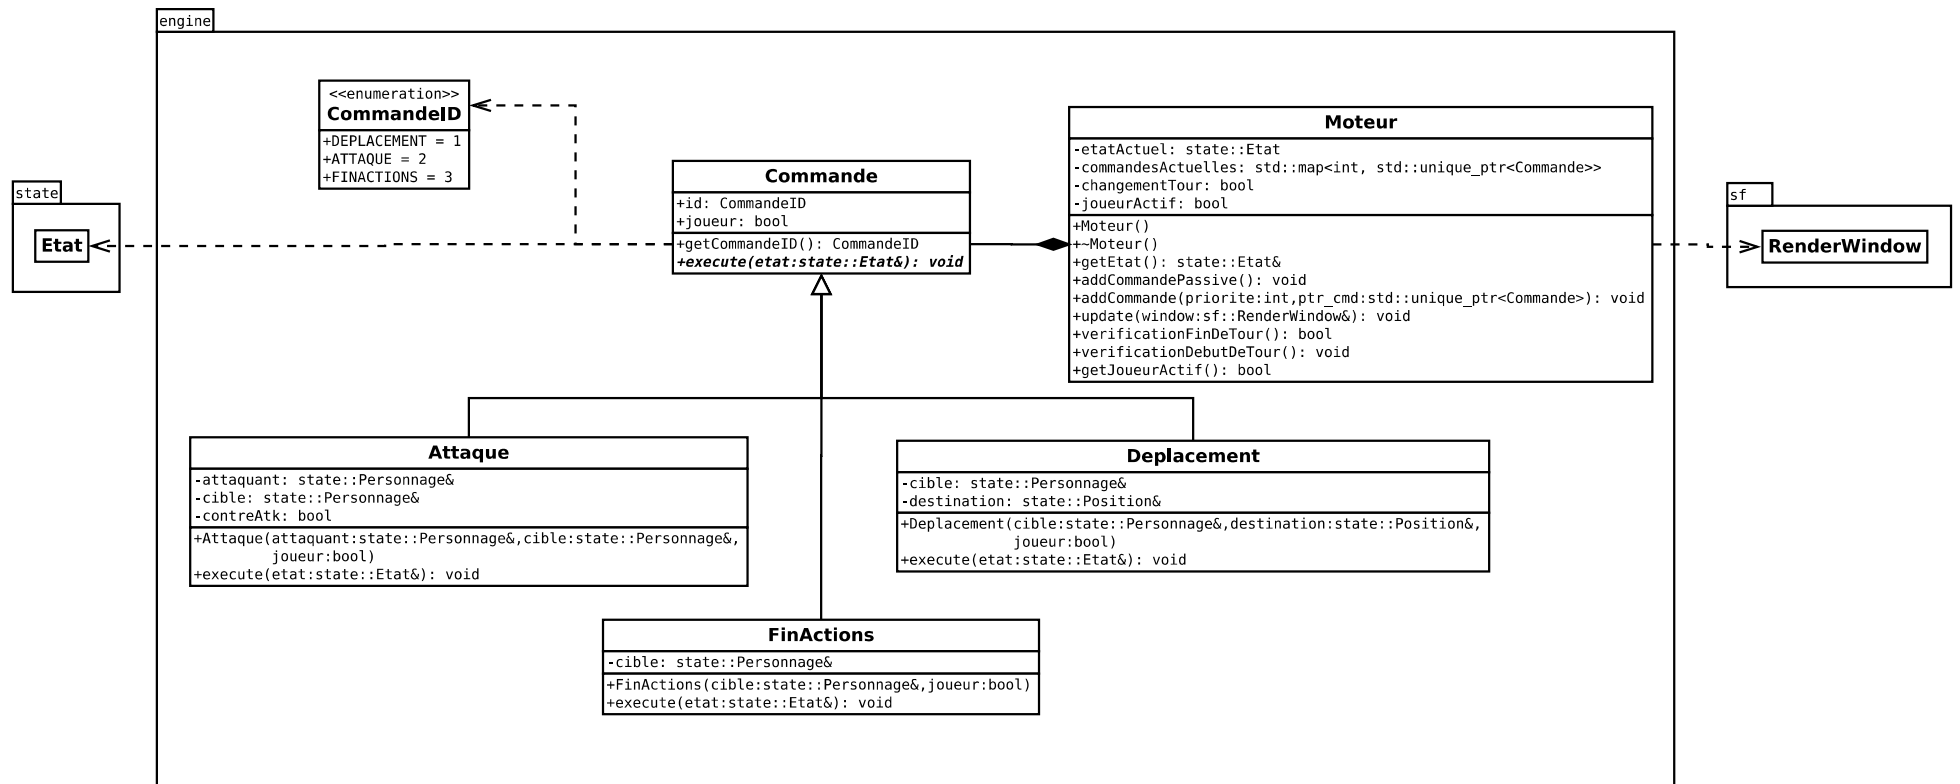 engine
<<enumeration>>
CommandeID
+DEPLACEMENT = 1
+ATTAQUE = 2
+FINACTIONS = 3
state
Etat
Commande
+id: CommandeID
+joueur: bool
+getCommandeID(): CommandeID
+execute(etat:state::Etat&): void
Moteur
-etatActuel: state::Etat
-commandesActuelles: std::map<int, std::unique_ptr<Commande>>
-changementTour: bool
-joueurActif: bool
+Moteur()
+~Moteur()
+getEtat(): state::Etat&
+addCommandePassive(): void
+addCommande(priorite:int,ptr_cmd:std::unique_ptr<Commande>): void
+update(window:sf::RenderWindow&): void
+verificationFinDeTour(): bool
+verificationDebutDeTour(): void
+getJoueurActif(): bool
sf
RenderWindow
Attaque
-attaquant: state::Personnage&
-cible: state::Personnage&
-contreAtk: bool
+Attaque(attaquant:state::Personnage&,cible:state::Personnage&,
joueur:bool)
+execute(etat:state::Etat&): void
Deplacement
-cible: state::Personnage&
-destination: state::Position&
+Deplacement(cible:state::Personnage&,destination:state::Position&,
joueur:bool)
+execute(etat:state::Etat&): void
FinActions
-cible: state::Personnage&
+FinActions(cible:state::Personnage&,joueur:bool)
+execute(etat:state::Etat&): void